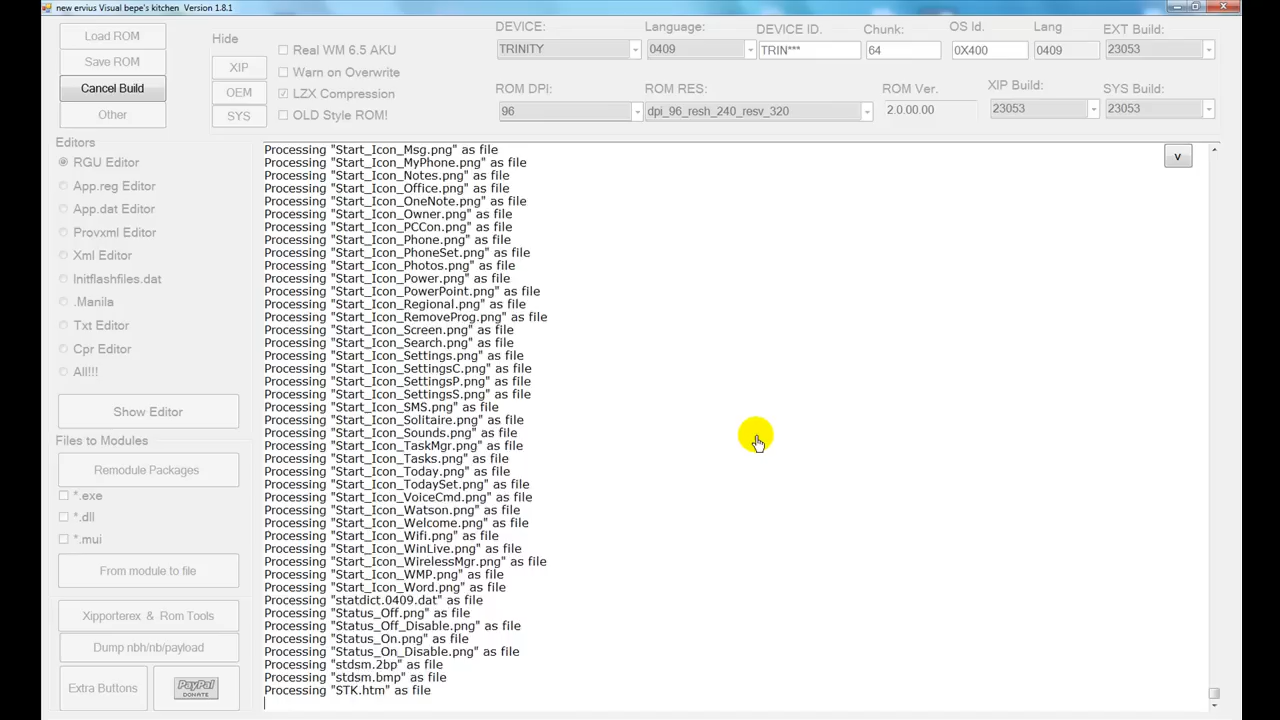 new ervius Visual bepe's kitchen Version 1.8.1
Load ROM
Save ROM
Cancel Build
Other
Hide
XIP
OEM
SYS
Real WM 6.5 AKU
Warn on Overwrite
LZX Compression
OLD Style ROM!
DEVICE:
TRINITY
Language:
0409
DEVICE ID.
TRIN***
Chunk:
64
OS Id.
0X400
Lang
0409
EXT Build:
23053
ROM DPI:
96
ROM RES:
dpi_96_resh_240_resv_320
ROM Ver.
2.0.00.00
XIP Build:
23053
SYS Build:
23053
Editors
RGU Editor
App.reg Editor
App.dat Editor
Provxml Editor
Xml Editor
Initflashfiles.dat
.Manila
Txt Editor
Cpr Editor
All!!!
Show Editor
Files to Modules
Remodule Packages
*.exe
*.dll
*.mui
From module to file
Xipporterex & Rom Tools
Dump nbh/nb/payload
Extra Buttons
PayPal
DONATE
v
Processing "Start_Icon_Msg.png" as file
Processing "Start_Icon_MyPhone.png" as file
Processing "Start_Icon_Notes.png" as file
Processing "Start_Icon_Office.png" as file
Processing "Start_Icon_OneNote.png" as file
Processing "Start_Icon_Owner.png" as file
Processing "Start_Icon_PCCon.png" as file
Processing "Start_Icon_Phone.png" as file
Processing "Start_Icon_PhoneSet.png" as file
Processing "Start_Icon_Photos.png" as file
Processing "Start_Icon_Power.png" as file
Processing "Start_Icon_PowerPoint.png" as file
Processing "Start_Icon_Regional.png" as file
Processing "Start_Icon_RemoveProg.png" as file
Processing "Start_Icon_Screen.png" as file
Processing "Start_Icon_Search.png" as file
Processing "Start_Icon_Settings.png" as file
Processing "Start_Icon_SettingsC.png" as file
Processing "Start_Icon_SettingsP.png" as file
Processing "Start_Icon_SettingsS.png" as file
Processing "Start_Icon_SMS.png" as file
Processing "Start_Icon_Solitaire.png" as file
Processing "Start_Icon_Sounds.png" as file
Processing "Start_Icon_TaskMgr.png" as file
Processing "Start_Icon_Tasks.png" as file
Processing "Start_Icon_Today.png" as file
Processing "Start_Icon_TodaySet.png" as file
Processing "Start_Icon_VoiceCmd.png" as file
Processing "Start_Icon_Watson.png" as file
Processing "Start_Icon_Welcome.png" as file
Processing "Start_Icon_Wifi.png" as file
Processing "Start_Icon_WinLive.png" as file
Processing "Start_Icon_WirelessMgr.png" as file
Processing "Start_Icon_WMP.png" as file
Processing "Start_Icon_Word.png" as file
Processing "statdict.0409.dat" as file
Processing "Status_Off.png" as file
Processing "Status_Off_Disable.png" as file
Processing "Status_On.png" as file
Processing "Status_On_Disable.png" as file
Processing "stdsm.2bp" as file
Processing "stdsm.bmp" as file
Processing "STK.htm" as file